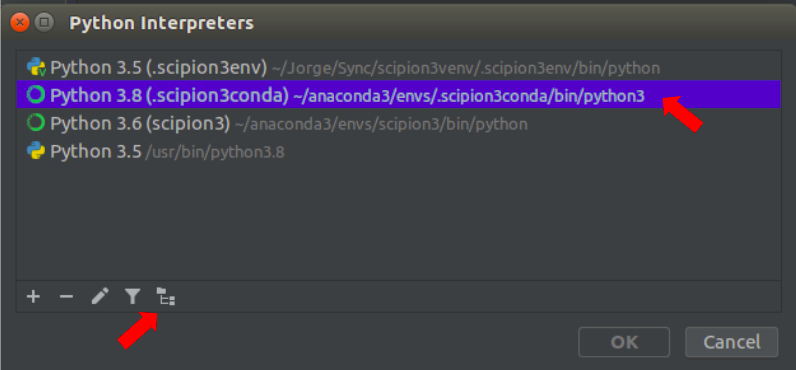 Python Interpreters
Python 3.5 (.scipion3env) ~/Jorge/Sync/scipion3venv/.scipion3env/bin/python
Python 3.8 (.scipion3conda) ~/anaconda3/envs/.scipion3conda/bin/python3
Python 3.6 (scipion3) ~/anaconda3/envs/scipion3/bin/python
Python 3.5 /usr/bin/python3.8
OK Cancel